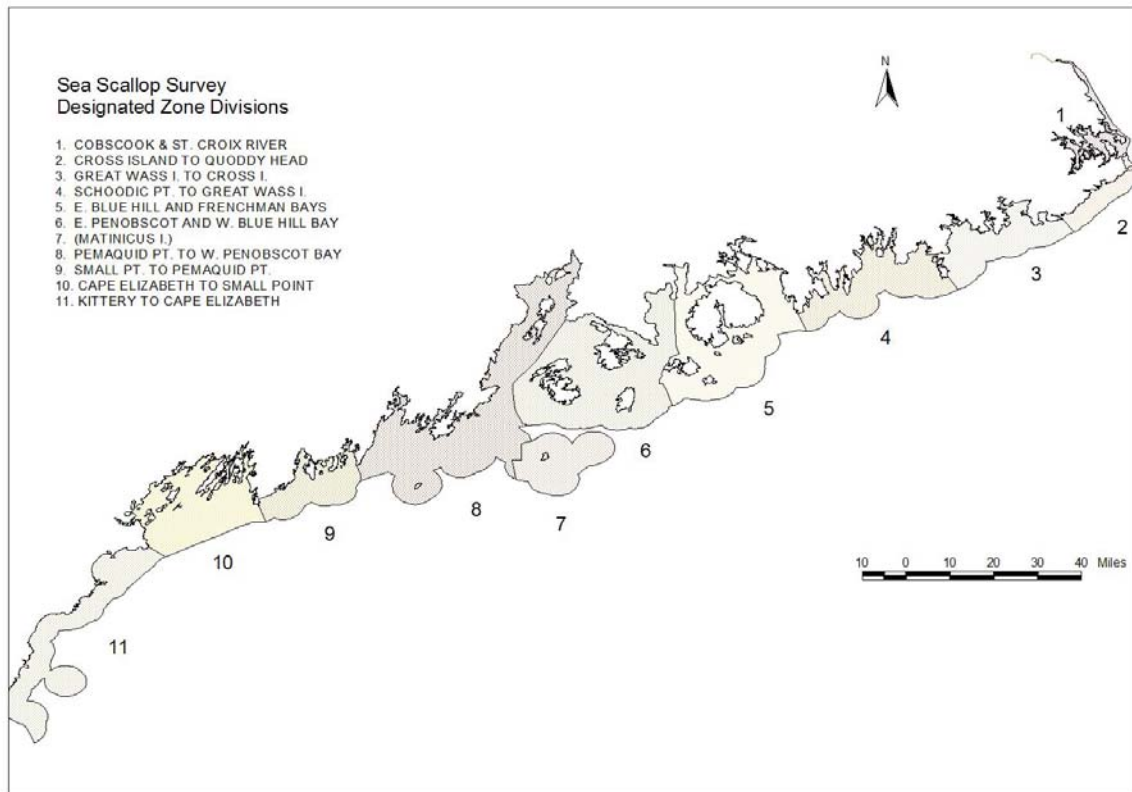 Sea Scallop Survey
Designated Zone Divisions
1. COBSCOOK & ST. CROIX RIVER
2. CROSS ISLAND TO QUODDY HEAD
3. GREAT WASS I. TO CROSS I.
4. SCHOODIC PT. TO GREAT WASS I.
5. E. BLUE HILL AND FRENCHMAN BAYS
6. E. PENOBSCOT AND W. BLUE HILL BAY
7. (MATINICUS I.)
8. PEMAQUID PT. TO W. PENOBSCOT BAY
9. SMALL PT. TO PEMAQUID PT.
10. CAPE ELIZABETH TO SMALL POINT
11. KITTERY TO CAPE ELIZABETH
N
1
2
3
4
5
6
7
8
9
10
11
10 0 10 20 30 40 Miles